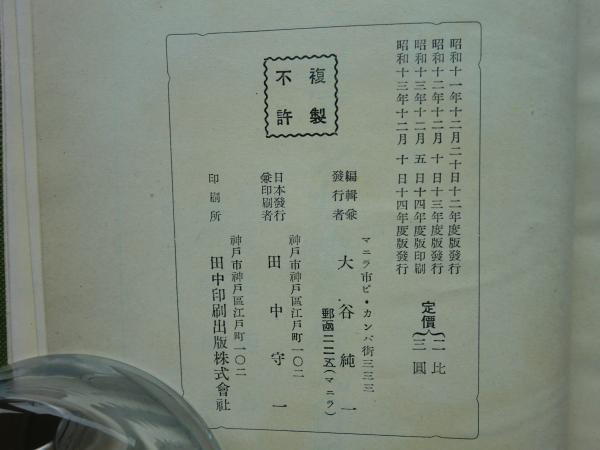 昭和十一年十二月二十日十二年度版發行
昭和十二年十二月十日十三年度版發行
昭和十三年十二月五日十四年度版印刷
昭和十三年十二月十日十四年度版發行
定價
二比
三圓
複製
不許
編輯兼
發行者
マニラ市ピ・カンパ街三三三
大谷純一
郵凾二二五(マニラ)
日本發行
兼印刷者
神戸市神戸區江戸町一〇二
田中守一
印刷所
神戸市神戸區江戸町一〇二
田中印刷出版株式會社